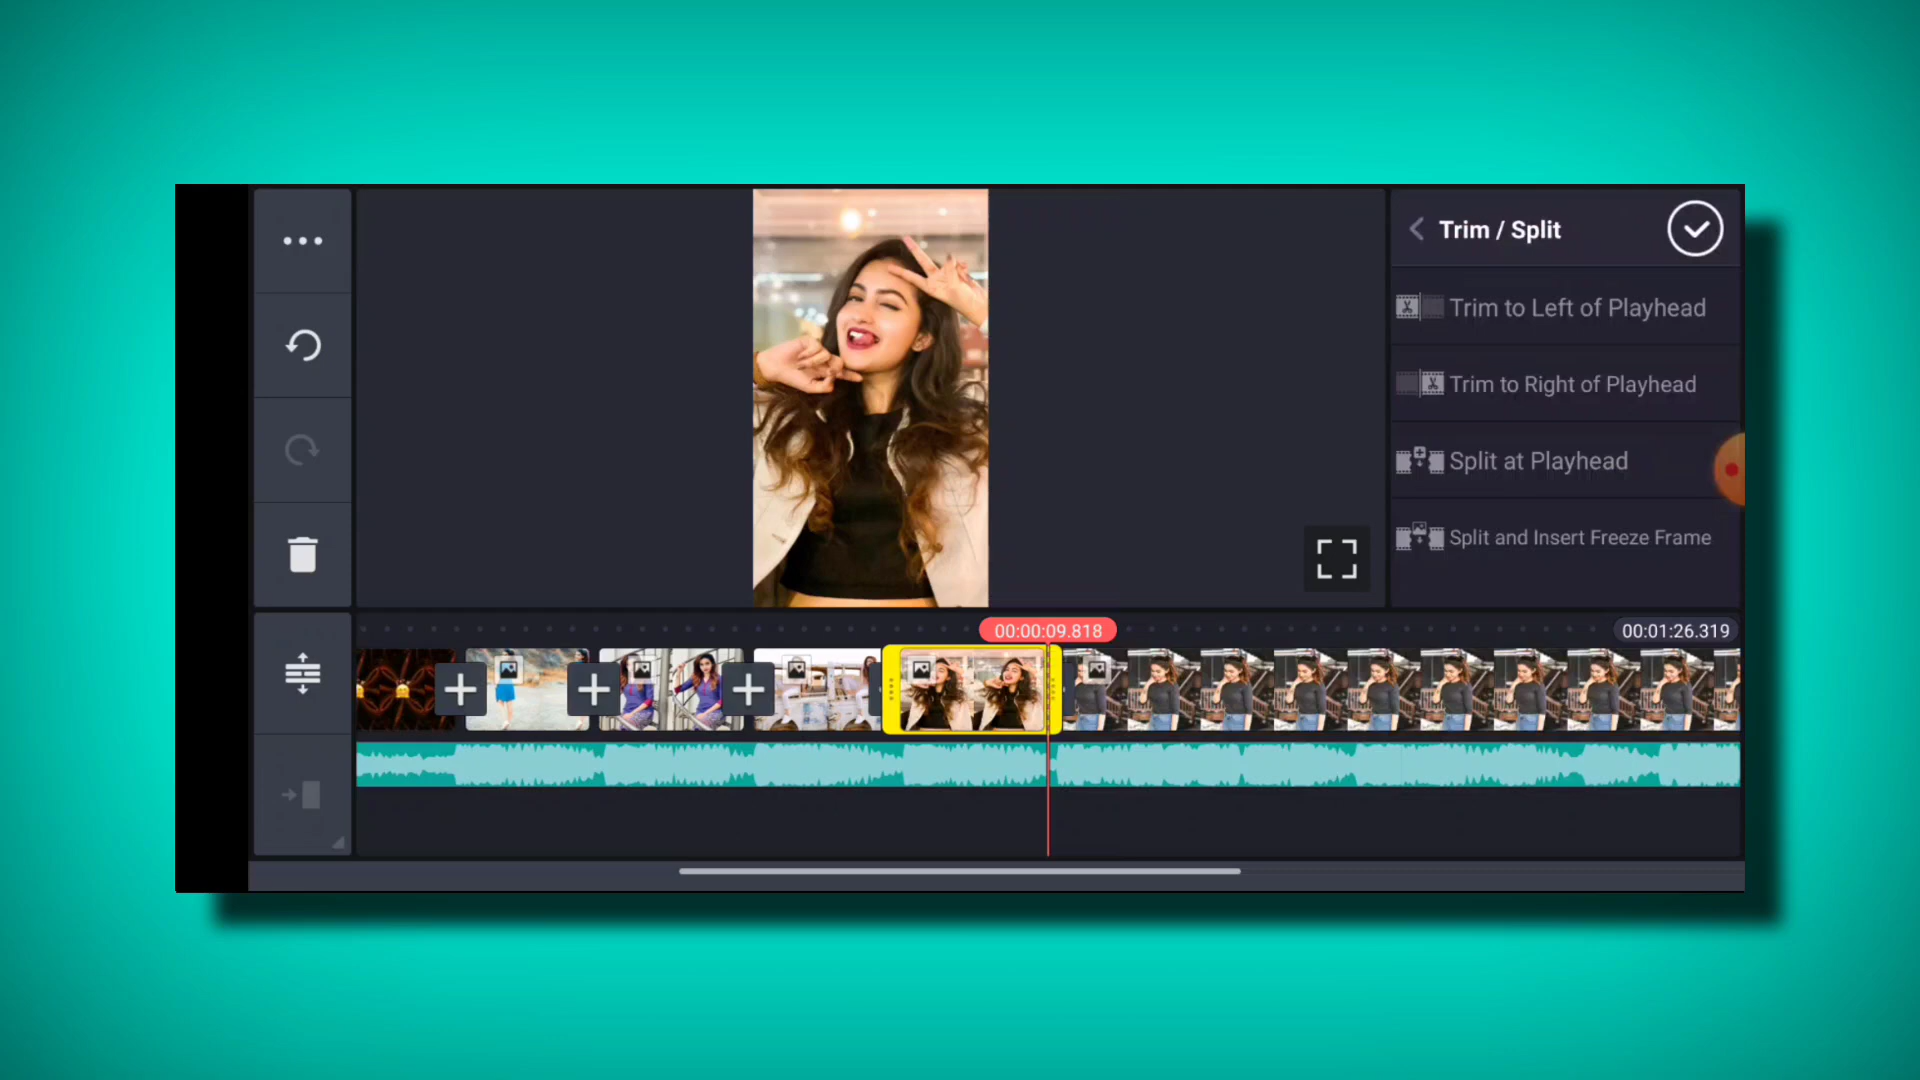 Trim / Split
Trim to Left of Playhead
Trim to Right of Playhead
Split at Playhead
Split and Insert Freeze Frame
00:00:09.818
00:01:26.319